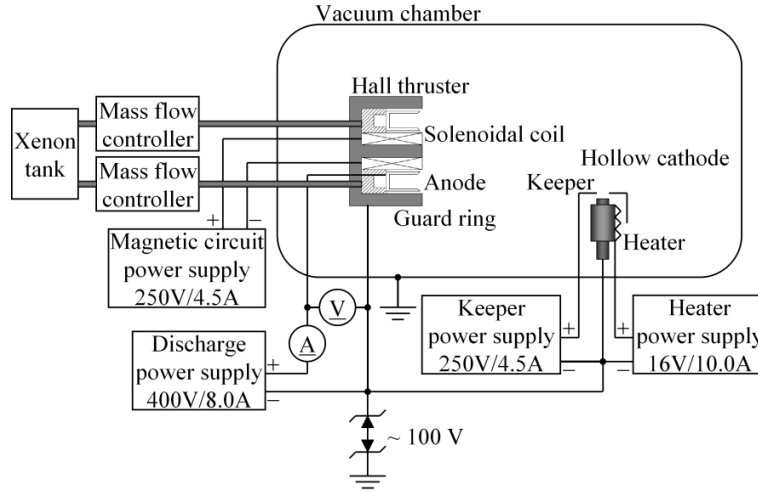 Vacuum chamber
Hall thruster
Mass flow
controller
Xenon
tank
Solenoidal coil
Mass flow
controller
Hollow cathode
Keeper
Anode
Guard ring
+
−
Heater
Magnetic circuit
power supply
250V/4.5A
V
A
Keeper
power supply
250V/4.5A
+
−
Heater
power supply
16V/10.0A
+
−
Discharge
power supply
400V/8.0A
+
−
~ 100 V